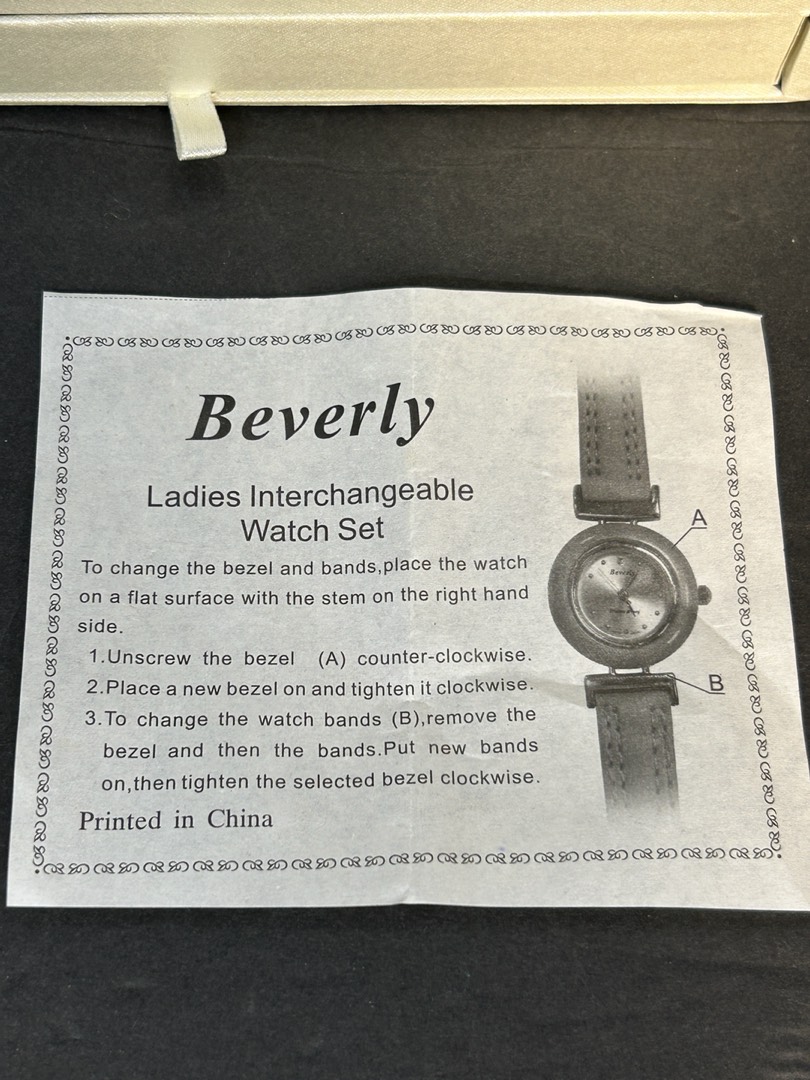 Beverly
Ladies Interchangeable
Watch Set
To change the bezel and bands,place the watch
on a flat surface with the stem on the right hand
side.
1.Unscrew the bezel (A) counter-clockwise.
2.Place a new bezel on and tighten it clockwise.
3.To change the watch bands (B),remove the
bezel and then the bands.Put new bands
on,then tighten the selected bezel clockwise.
Printed in China
A
Beverly
B